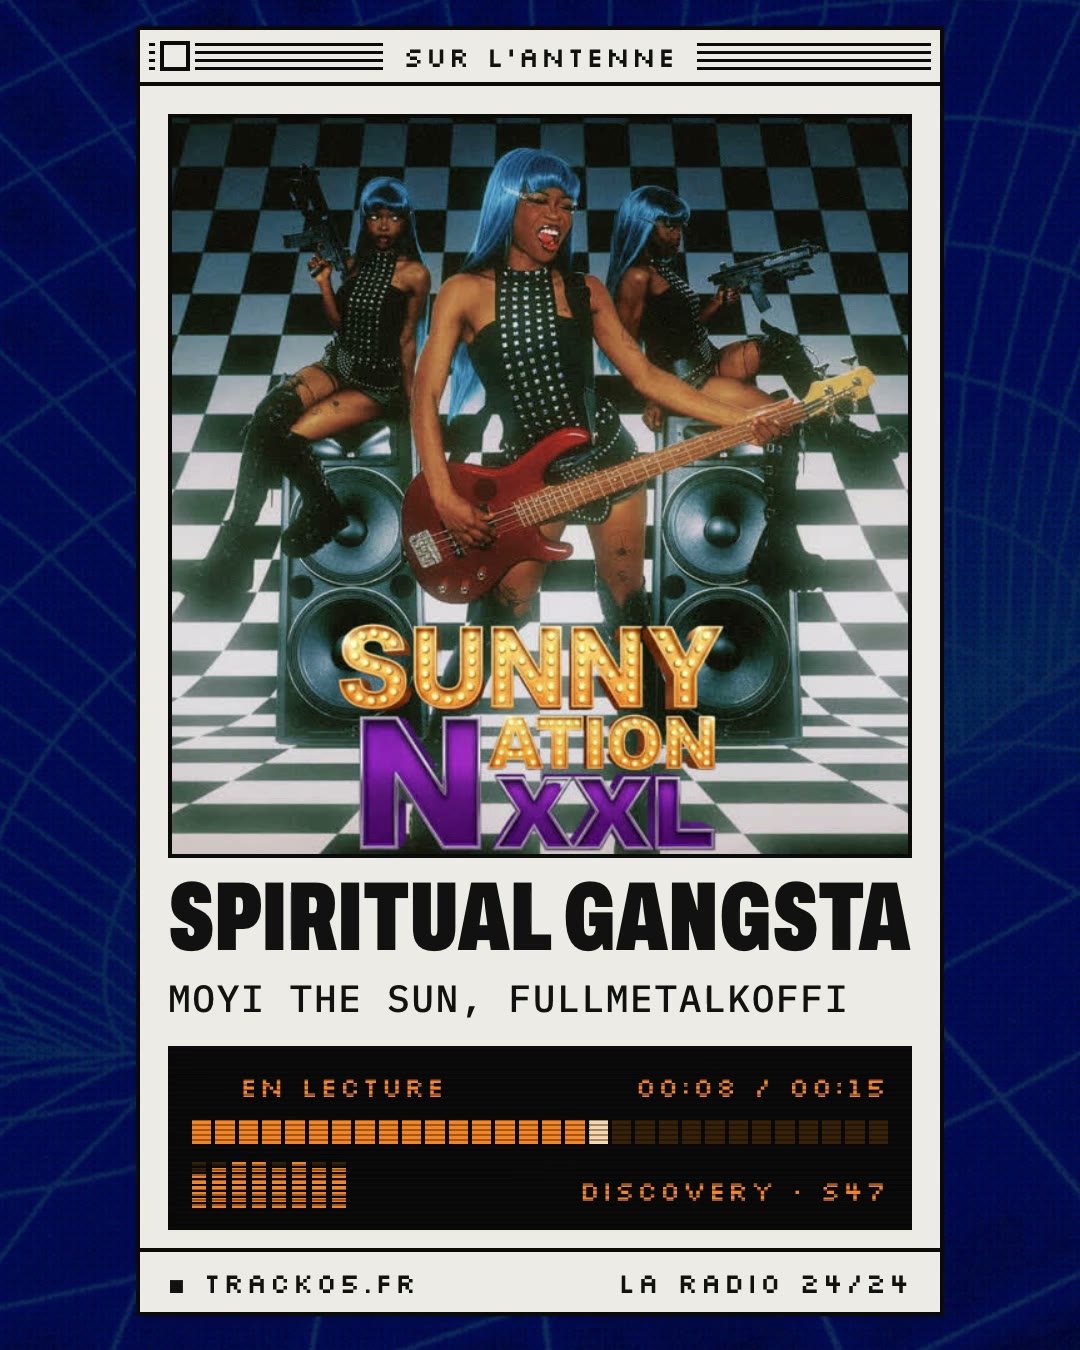 SUR L'ANTENNE
SUNNY
NATION
XXL
SPIRITUAL GANGSTA
MOYI THE SUN, FULLMETALKOFFI
EN LECTURE
00:08 / 00:15
DISCOVERY · S47
■ TRACK05.FR
LA RADIO 24/24